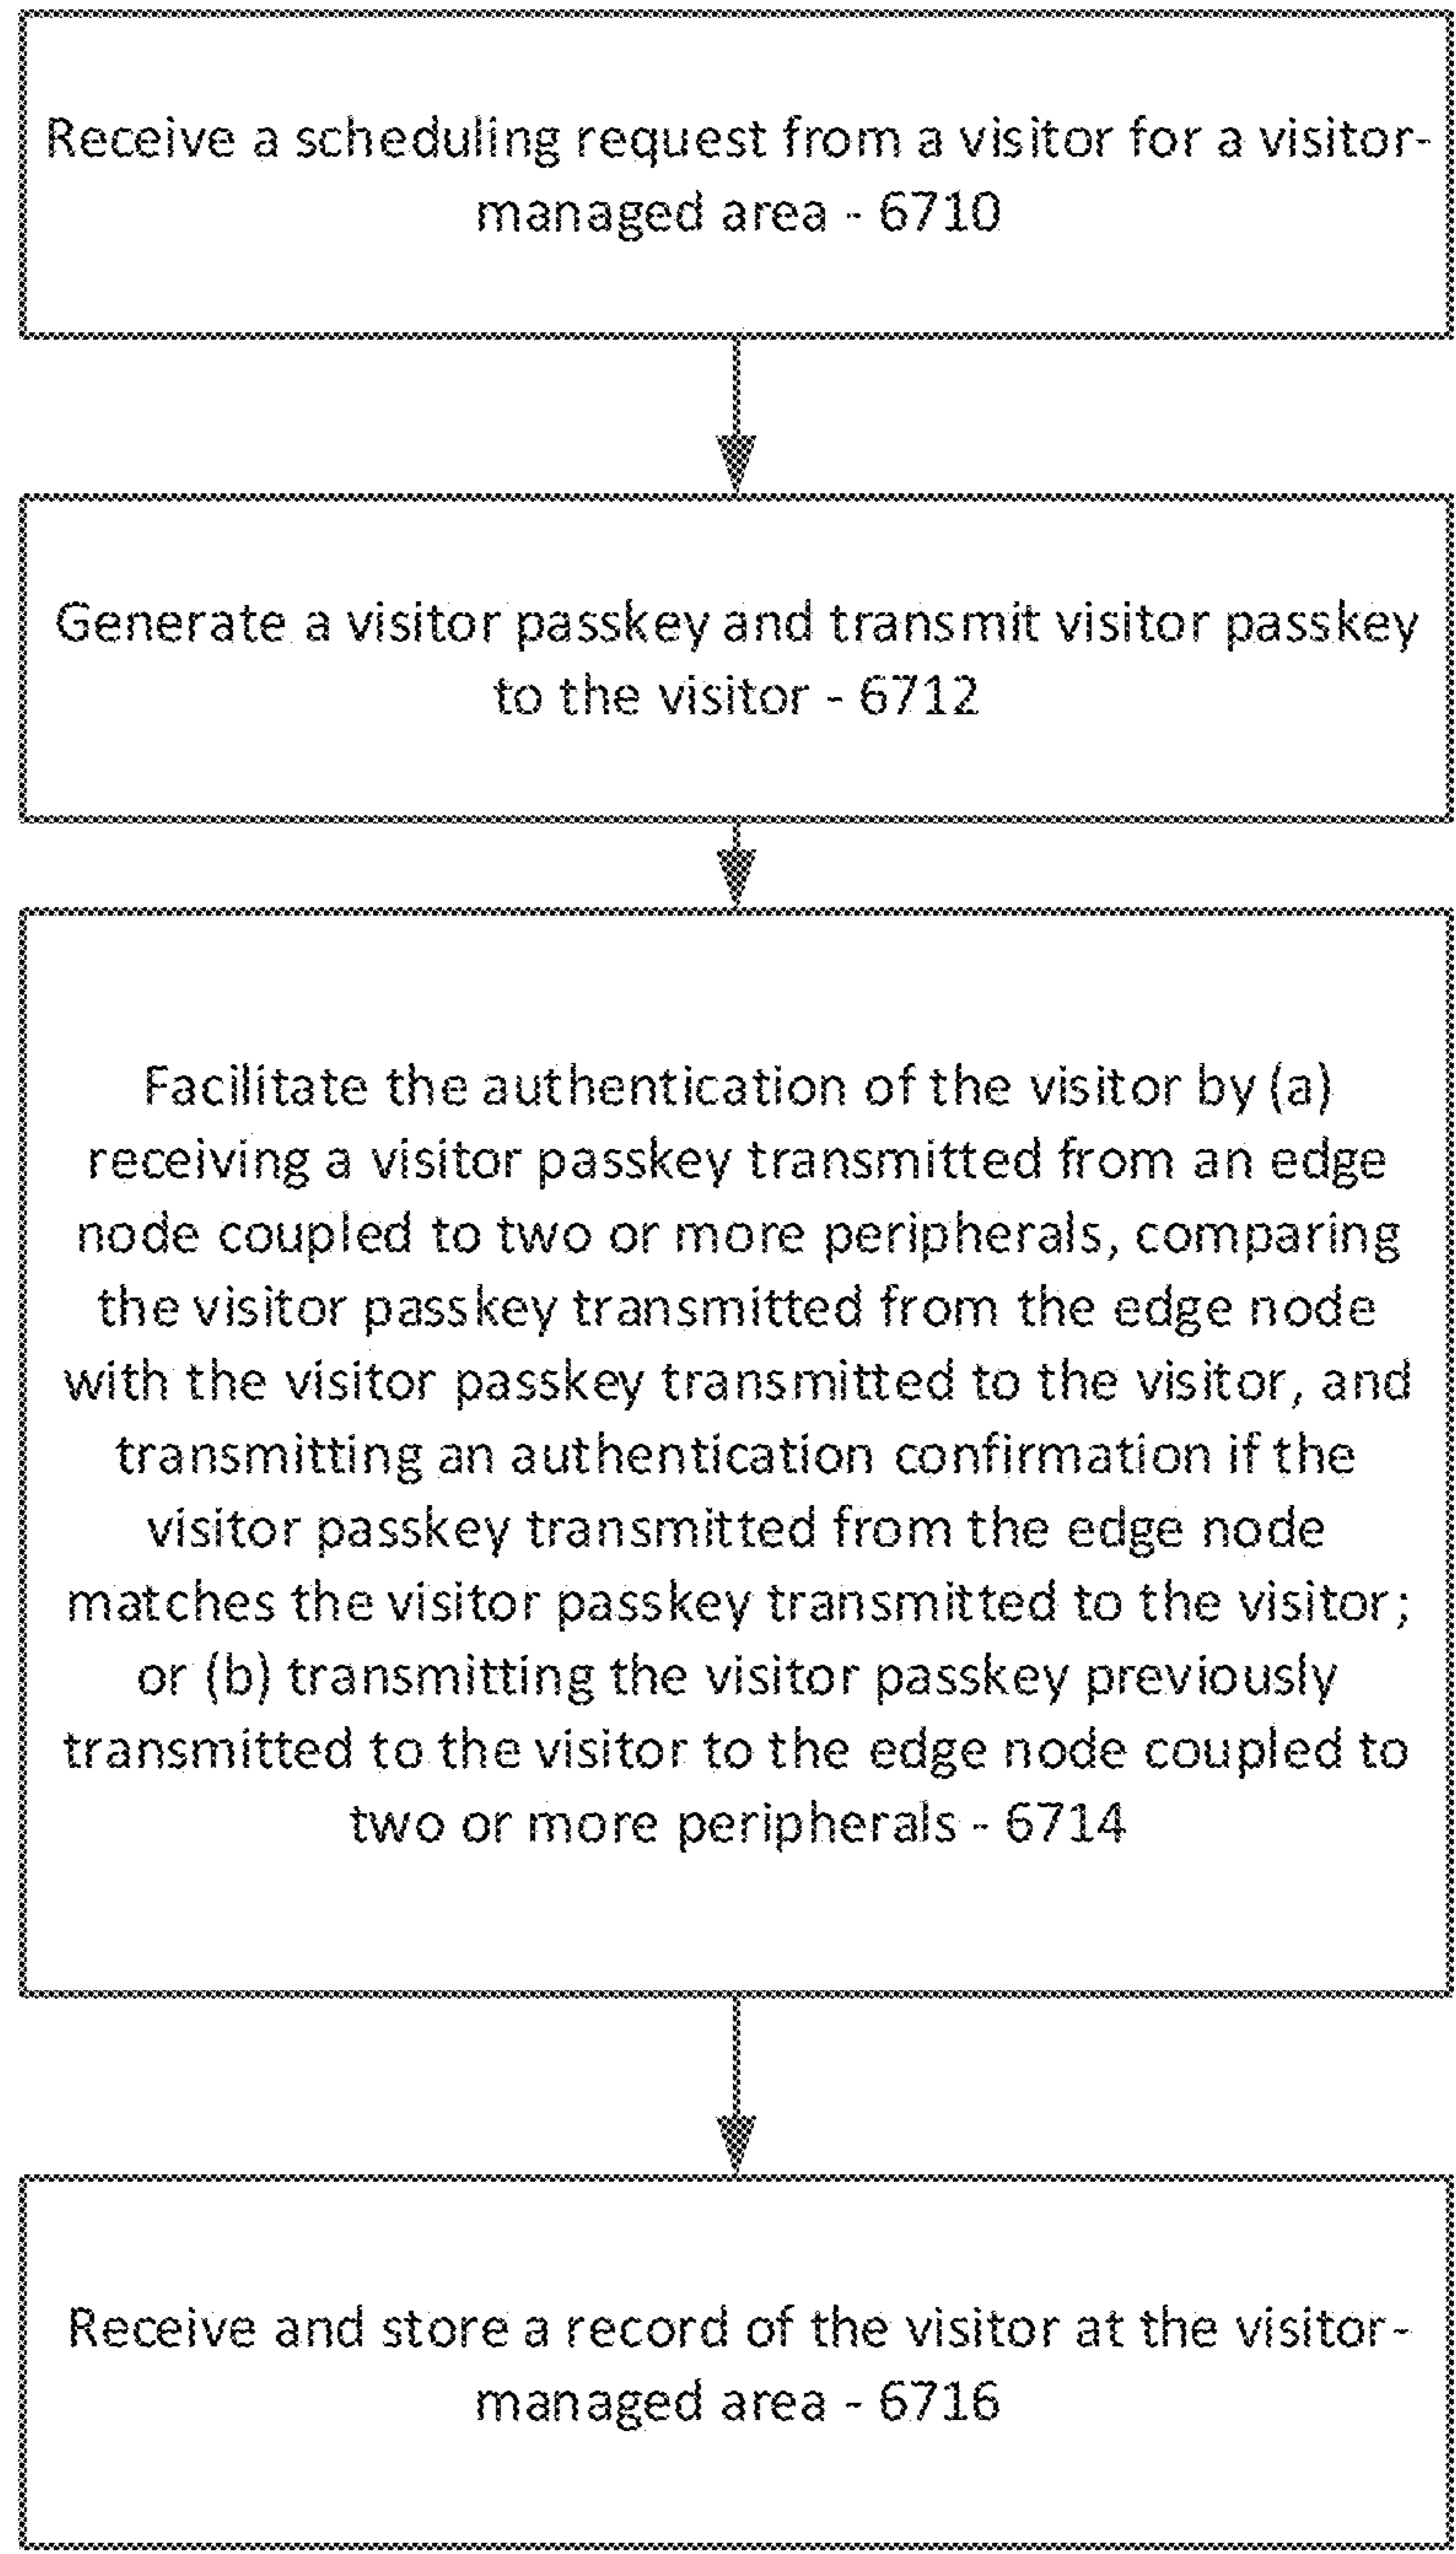 Receive a scheduling request from a visitor for a visitor-
managed area - 6710
Generate a visitor passkey and transmit visitor passkey
to the visitor - 6712
Facilitate the authentication of the visitor by (a)
receiving a visitor passkey transmitted from an edge
node coupled to two or more peripherals, comparing
the visitor passkey transmitted from the edge node
with the visitor passkey transmitted to the visitor, and
transmitting an authentication confirmation if the
visitor passkey transmitted from the edge node
matches the visitor passkey transmitted to the visitor;
or (b) transmitting the visitor passkey previously
transmitted to the visitor to the edge node coupled to
two or more peripherals - 6714
Receive and store a record of the visitor at the visitor-
managed area - 6716